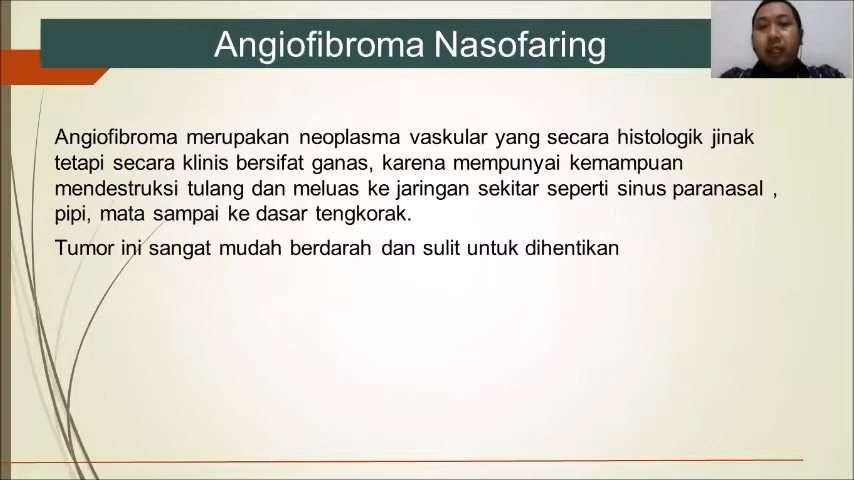 Angiofibroma Nasofaring
Angiofibroma merupakan neoplasma vaskular yang secara histologik jinak
tetapi secara klinis bersifat ganas, karena mempunyai kemampuan
mendestruksi tulang dan meluas ke jaringan sekitar seperti sinus paranasal ,
pipi, mata sampai ke dasar tengkorak.
Tumor ini sangat mudah berdarah dan sulit untuk dihentikan